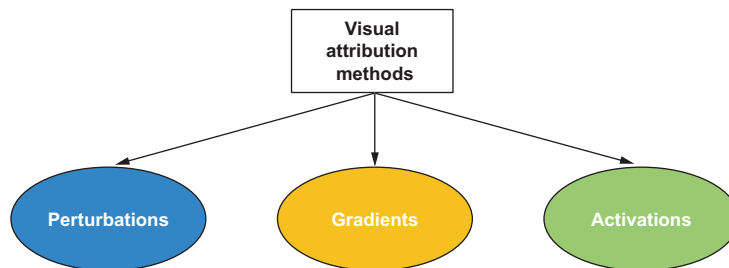 Visual
attribution
methods
Perturbations
Gradients
Activations